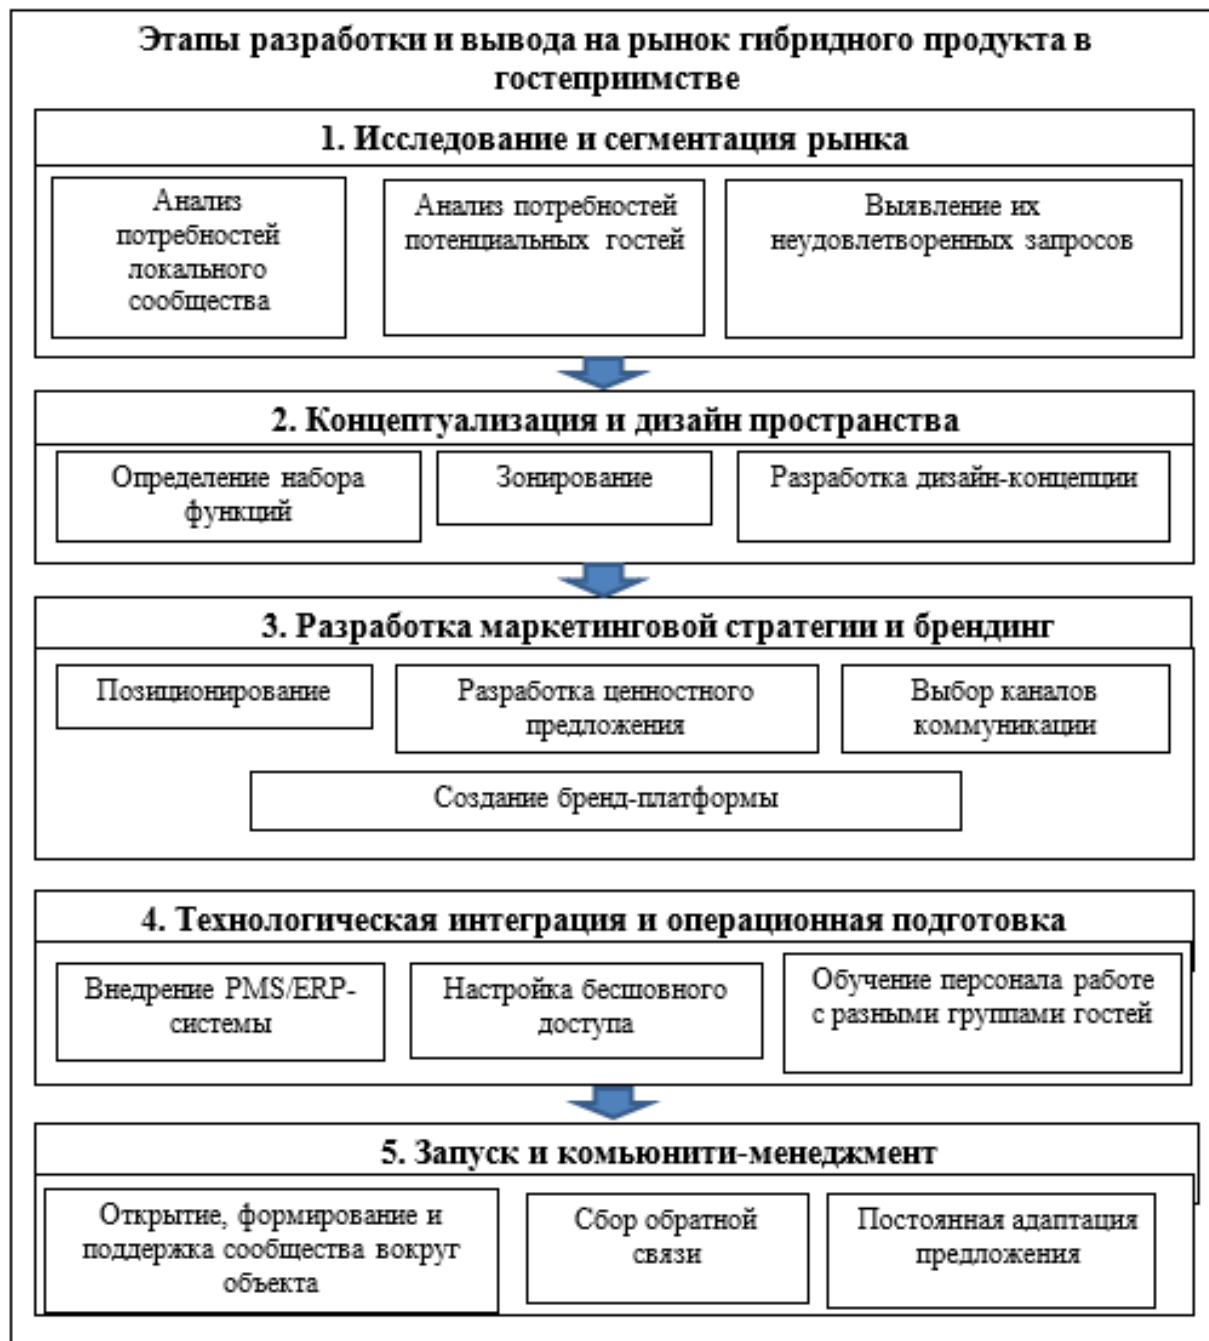 Этапы разработки и вывода на рынок гибридного продукта в
гостеприимстве
1. Исследование и сегментация рынка
Анализ
потребностей
локального
сообщества
Анализ потребностей
потенциальных гостей
Выявление их
неудовлетворенных запросов
2. Концептуализация и дизайн пространства
Определение набора
функций
Зонирование
Разработка дизайн-концепции
3. Разработка маркетинговой стратегии и брендинг
Позиционирование
Разработка ценностного
предложения
Выбор каналов
коммуникации
Создание бренд-платформы
4. Технологическая интеграция и операционная подготовка
Внедрение PMS/ERP-
системы
Настройка бесшовного
доступа
Обучение персонала работе
с разными группами гостей
5. Запуск и комьюнити-менеджмент
Открытие, формирование и
поддержка сообщества вокруг
объекта
Сбор обратной
связи
Постоянная адаптация
предложения